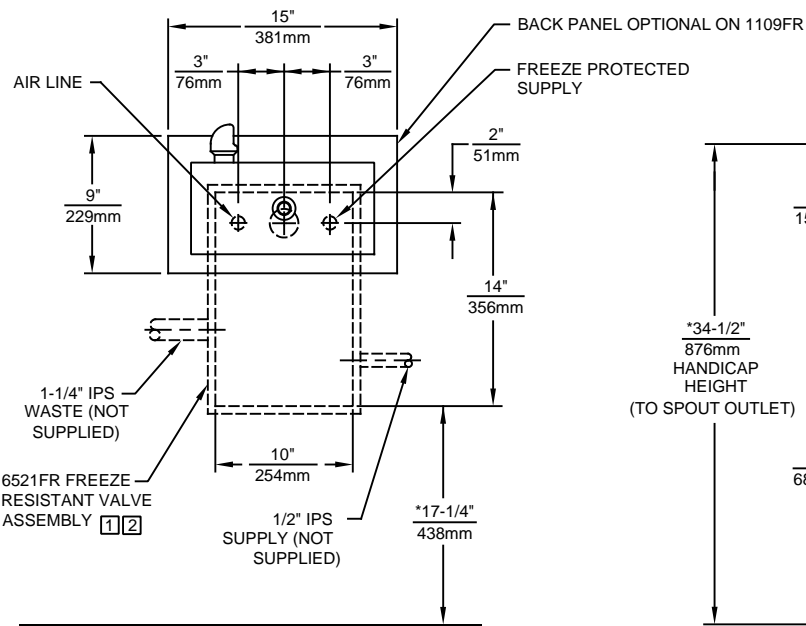 15"
381mm
BACK PANEL OPTIONAL ON 1109FR
3"
76mm
3"
76mm
FREEZE PROTECTED
SUPPLY
AIR LINE
2"
51mm
9"
229mm
14"
356mm
*34-1/2"
876mm
HANDICAP
HEIGHT
(TO SPOUT OUTLET)
1-1/4" IPS
WASTE (NOT
SUPPLIED)
10"
254mm
6521FR FREEZE
RESISTANT VALVE
ASSEMBLY 1 2
1/2" IPS
SUPPLY (NOT
SUPPLIED)
*17-1/4"
438mm